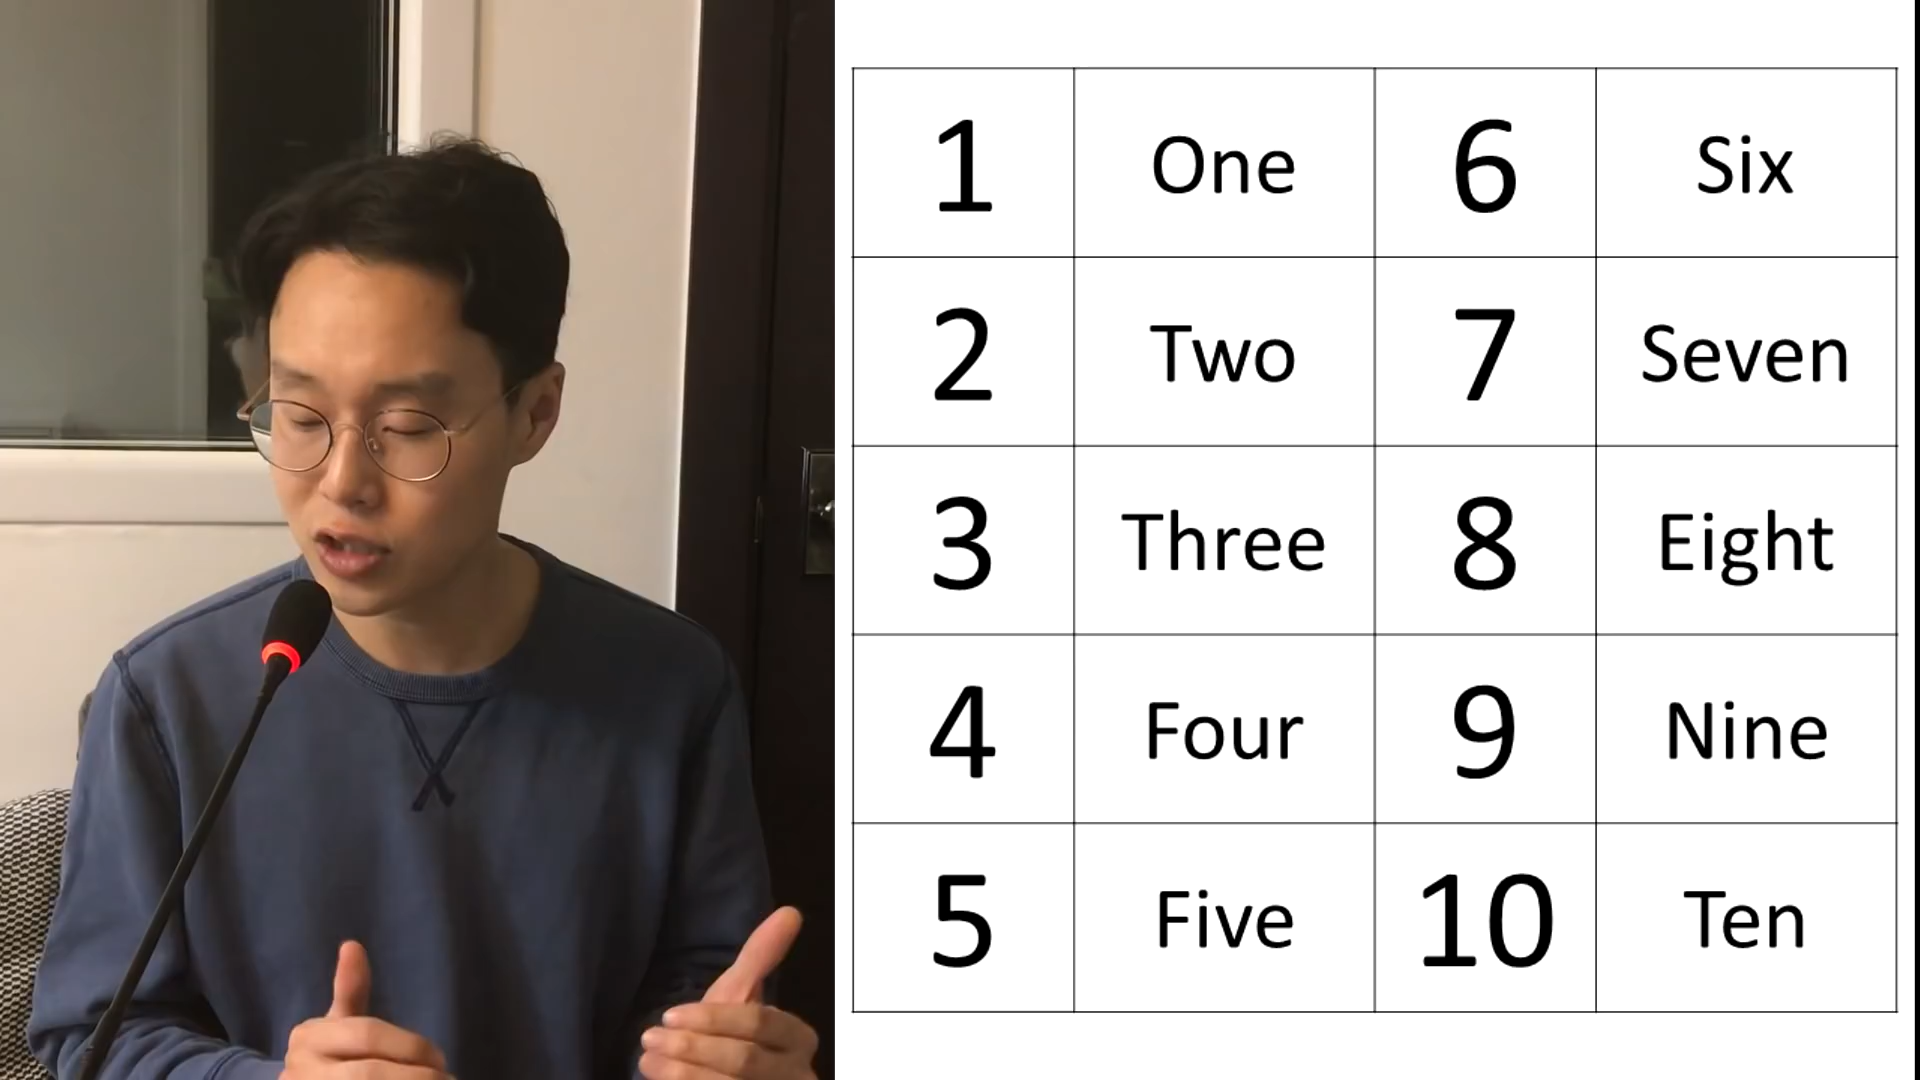 1 One 6 Six
2 Two 7 Seven
3 Three 8 Eight
4 Four 9 Nine
5 Five 10 Ten